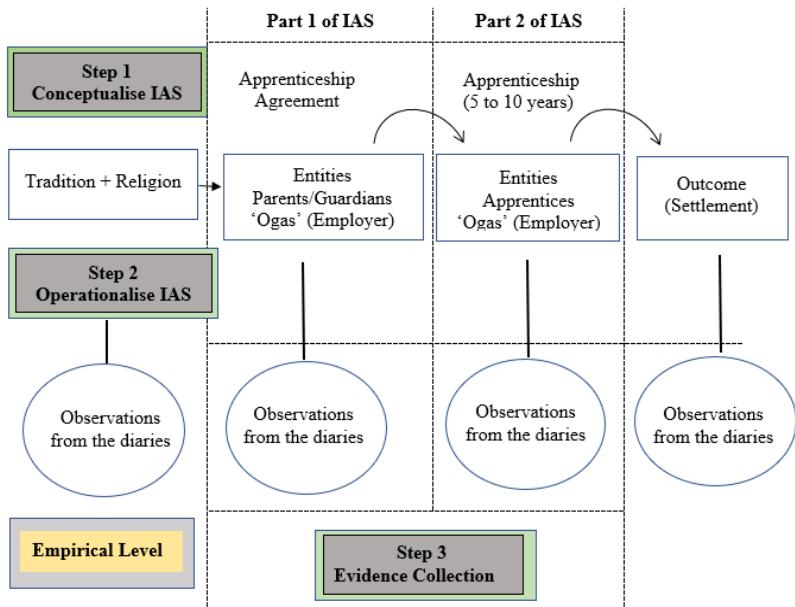 Part 1 of IAS
Part 2 of IAS
Step 1
Conceptualise IAS
Apprenticeship
Agreement
Apprenticeship
(5 to 10 years)
Tradition + Religion
Entities
Parents/Guardians
‘Ogas’ (Employer)
Entities
Apprentices
‘Ogas’ (Employer)
Outcome
(Settlement)
Step 2
Operationalise IAS
Observations
from the diaries
Observations
from the diaries
Observations
from the diaries
Observations
from the diaries
Empirical Level
Step 3
Evidence Collection